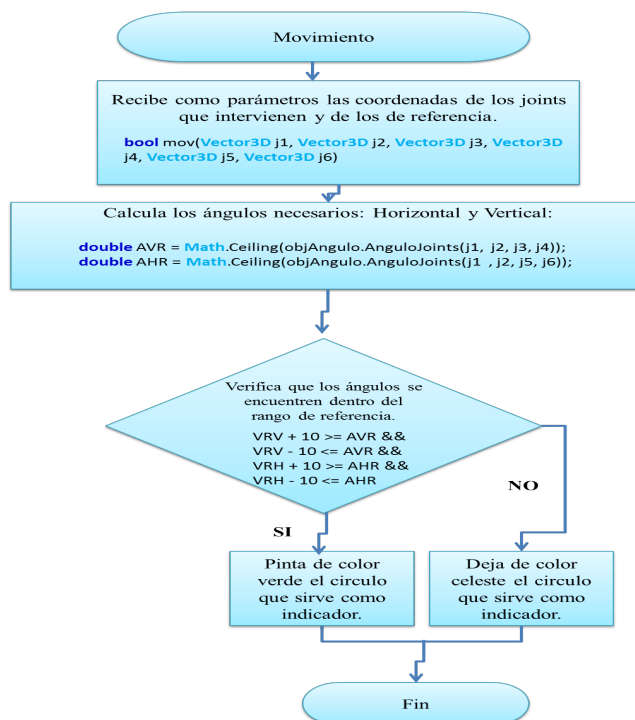 Movimiento
Recibe como parámetros las coordenadas de los joints
que intervienen y de los de referencia.
bool mov(Vector3D j1, Vector3D j2, Vector3D j3, Vector3D
j4, Vector3D j5, Vector3D j6)
Calcula los ángulos necesarios: Horizontal y Vertical:
double AVR = Math.Ceiling(objAngulo.AnguloJoints(j1, j2, j3, j4));
double AHR = Math.Ceiling(objAngulo.AnguloJoints(j1 , j2, j5, j6));
Verifica que los ángulos se
encuentren dentro del
rango de referencia.
VRV + 10 >= AVR &&
VRV - 10 <= AVR &&
VRH + 10 >= AHR &&
VRH - 10 <= AHR
NO
SI
Pinta de color
verde el circulo
que sirve como
indicador.
Deja de color
celeste el circulo
que sirve como
indicador.
Fin